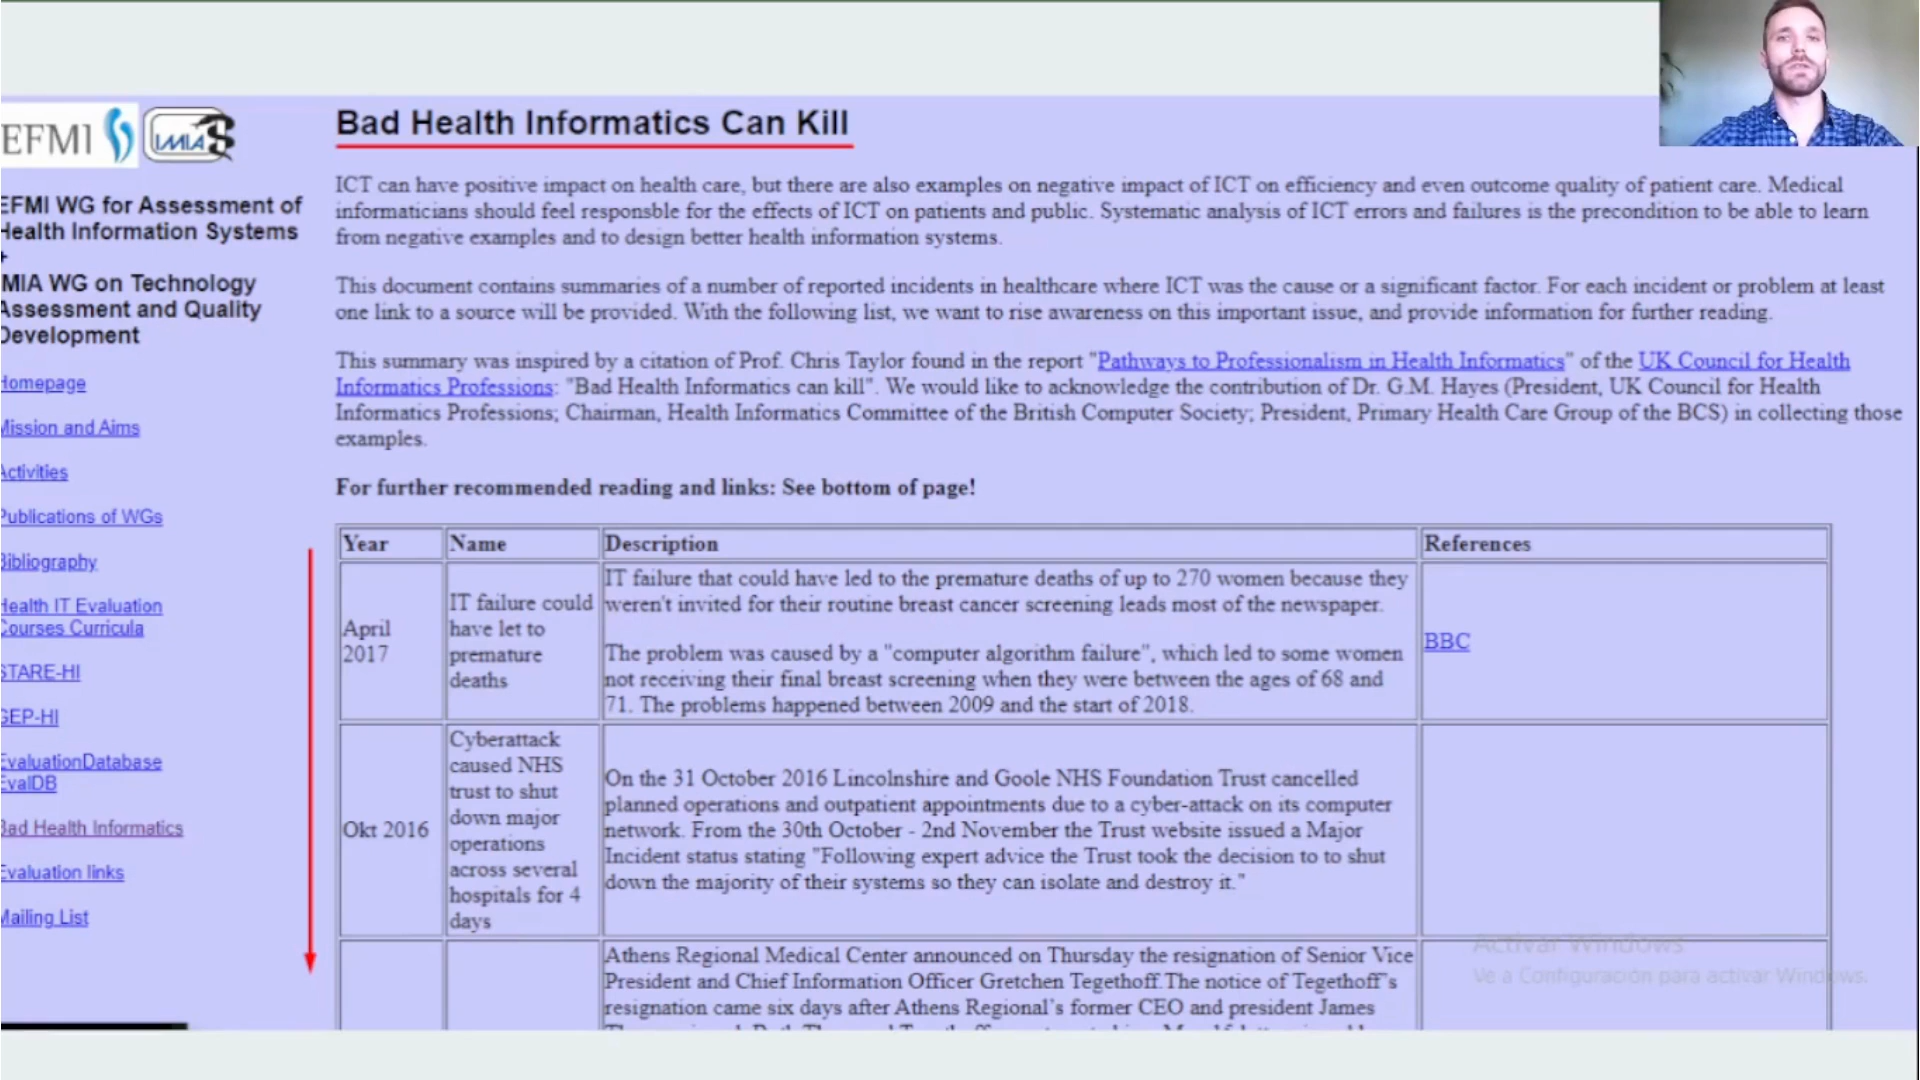 EFMI
IMIA
EFMI WG for Assessment of
Health Information Systems
+
IMIA WG on Technology
Assessment and Quality
Development
Homepage
Mission and Aims
Activities
Publications of WGs
Bibliography
Health IT Evaluation
Courses Curricula
STARE-HI
GEP-HI
EvaluationDatabase
EvalDB
Bad Health Informatics
Evaluation links
Mailing List
Bad Health Informatics Can Kill
ICT can have positive impact on health care, but there are also examples on negative impact of ICT on efficiency and even outcome quality of patient care. Medical
informaticians should feel responsble for the effects of ICT on patients and public. Systematic analysis of ICT errors and failures is the precondition to be able to learn
from negative examples and to design better health information systems.
This document contains summaries of a number of reported incidents in healthcare where ICT was the cause or a significant factor. For each incident or problem at least
one link to a source will be provided. With the following list, we want to rise awareness on this important issue, and provide information for further reading.
This summary was inspired by a citation of Prof. Chris Taylor found in the report "Pathways to Professionalism in Health Informatics" of the UK Council for Health
Informatics Professions: "Bad Health Informatics can kill". We would like to acknowledge the contribution of Dr. G.M. Hayes (President, UK Council for Health
Informatics Professions; Chairman, Health Informatics Committee of the British Computer Society; President, Primary Health Care Group of the BCS) in collecting those
examples.
For further recommended reading and links: See bottom of page!
Year Name Description References
April
2017
IT failure could
have let to
premature
deaths
IT failure that could have led to the premature deaths of up to 270 women because they
weren't invited for their routine breast cancer screening leads most of the newspaper.
The problem was caused by a "computer algorithm failure", which led to some women
not receiving their final breast screening when they were between the ages of 68 and
71. The problems happened between 2009 and the start of 2018.
BBC
Okt 2016
Cyberattack
caused NHS
trust to shut
down major
operations
across several
hospitals for 4
days
On the 31 October 2016 Lincolnshire and Goole NHS Foundation Trust cancelled
planned operations and outpatient appointments due to a cyber-attack on its computer
network. From the 30th October - 2nd November the Trust website issued a Major
Incident status stating "Following expert advice the Trust took the decision to to shut
down the majority of their systems so they can isolate and destroy it."
Athens Regional Medical Center announced on Thursday the resignation of Senior Vice
President and Chief Information Officer Gretchen Tegethoff.The notice of Tegethoff's
resignation came six days after Athens Regional's former CEO and president James
Activar Windows
Ve a Configuración para activar Windows.